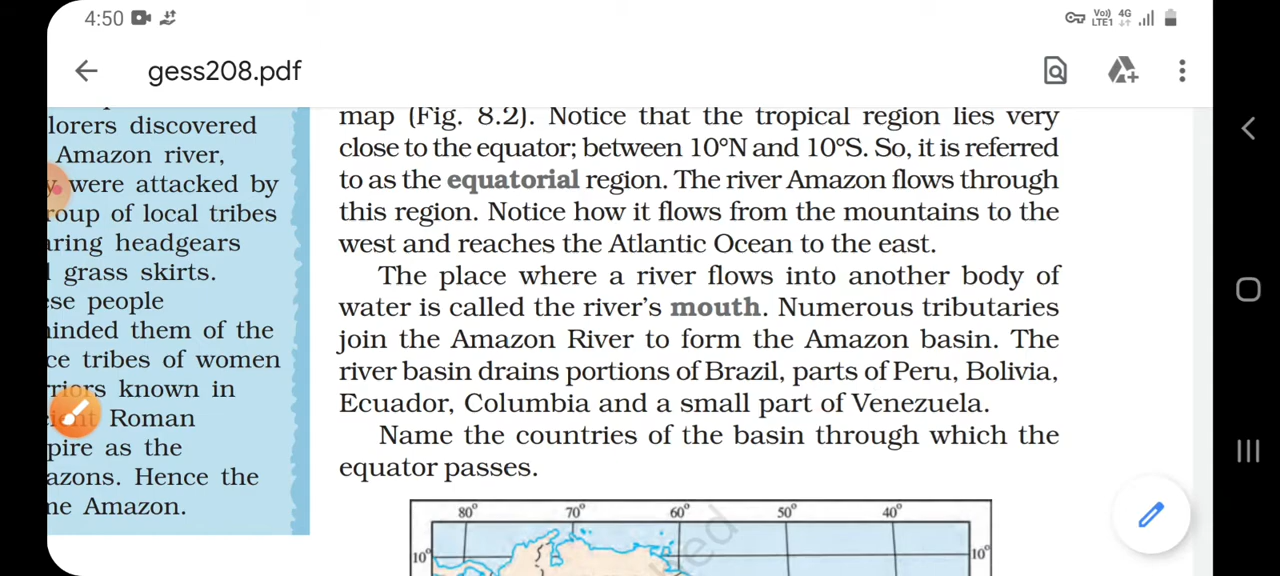 4:50
Vo)) 4G
LTE1
gess208.pdf
lorers discovered
Amazon river,
y were attacked by
roup of local tribes
aring headgears
grass skirts.
ese people
inded them of the
ce tribes of women
rriors known in
ient Roman
pire as the
azons. Hence the
me Amazon.
map (Fig. 8.2). Notice that the tropical region lies very
close to the equator; between 10°N and 10°S. So, it is referred
to as the equatorial region. The river Amazon flows through
this region. Notice how it flows from the mountains to the
west and reaches the Atlantic Ocean to the east.
The place where a river flows into another body of
water is called the river's mouth. Numerous tributaries
join the Amazon River to form the Amazon basin. The
river basin drains portions of Brazil, parts of Peru, Bolivia,
Ecuador, Columbia and a small part of Venezuela.
Name the countries of the basin through which the
equator passes.
80° 70° 60° 50° 40°
10° 10°